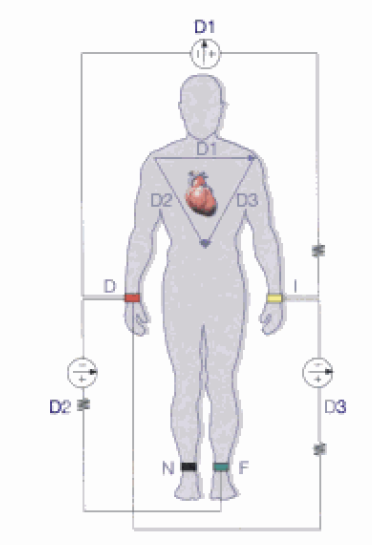 D1
- +
D1
D2 D3
D I
- +
- +
D2 D3
N F